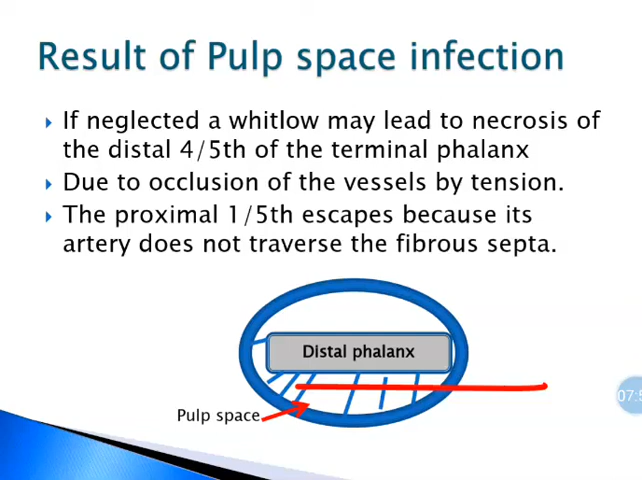 Result of Pulp space infection
If neglected a whitlow may lead to necrosis of
the distal 4/5th of the terminal phalanx
Due to occlusion of the vessels by tension.
The proximal 1/5th escapes because its
artery does not traverse the fibrous septa.
Distal phalanx
Pulp space